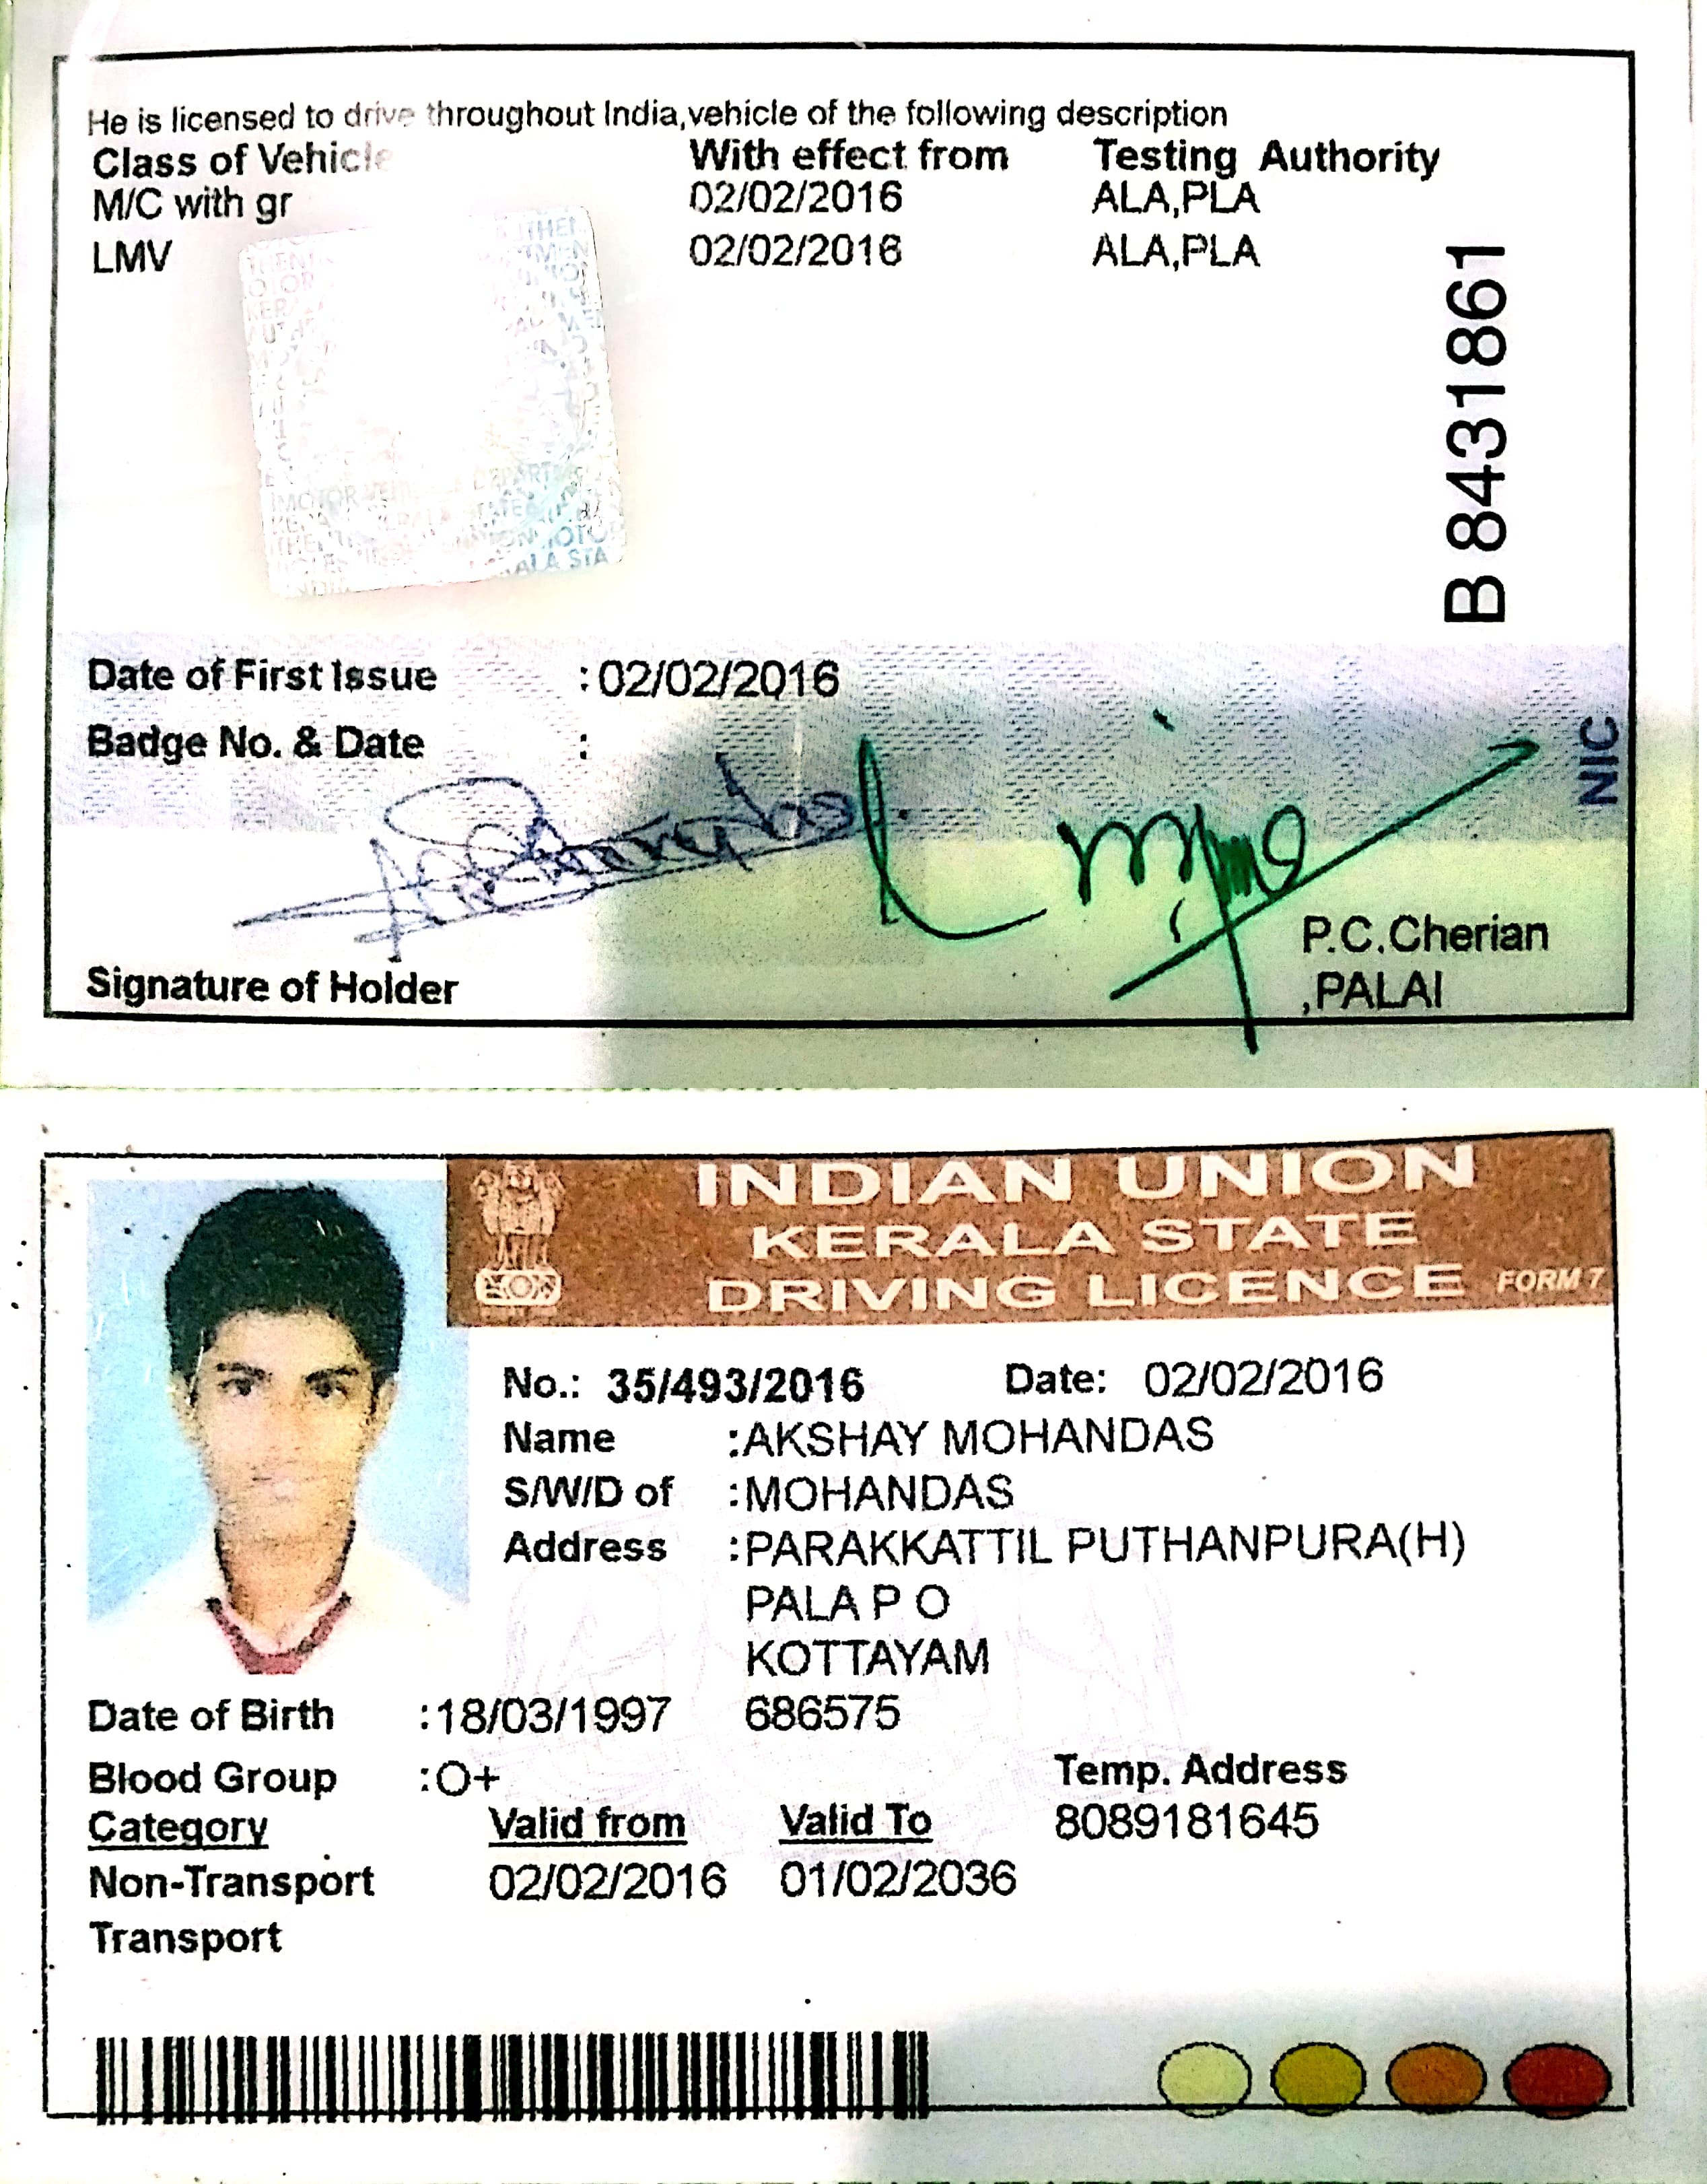 He is licensed to drive throughout India,vehicle of the following description
Class of Vehicle With effect from Testing Authority
M/C with gr 02/02/2016 ALA,PLA
LMV 02/02/2016 ALA,PLA
B 8431861
Date of First Issue : 02/02/2016
Badge No. & Date :
NIC
P.C.Cherian
Signature of Holder ,PALAI
INDIAN UNION
KERALA STATE
DRIVING LICENCE FORM 7
No.: 35/493/2016 Date: 02/02/2016
Name :AKSHAY MOHANDAS
S/W/D of :MOHANDAS
Address :PARAKKATTIL PUTHANPURA(H)
PALA P O
KOTTAYAM
Date of Birth :18/03/1997 686575
Blood Group :O+ Temp. Address
Category Valid from Valid To 8089181645
Non-Transport 02/02/2016 01/02/2036
Transport